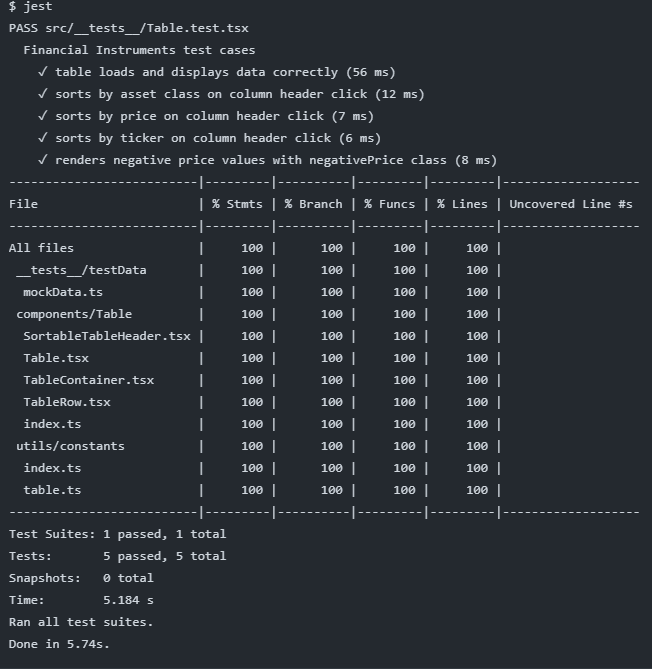 $ jest
PASS src/__tests__/Table.test.tsx
  Financial Instruments test cases
    ✓ table loads and displays data correctly (56 ms)
    ✓ sorts by asset class on column header click (12 ms)
    ✓ sorts by price on column header click (7 ms)
    ✓ sorts by ticker on column header click (6 ms)
    ✓ renders negative price values with negativePrice class (8 ms)
--------------------------|---------|----------|---------|---------|-------------------
File                      | % Stmts | % Branch | % Funcs | % Lines | Uncovered Line #s
--------------------------|---------|----------|---------|---------|-------------------
All files                 |     100 |      100 |     100 |     100 |
 __tests__/testData       |     100 |      100 |     100 |     100 |
  mockData.ts             |     100 |      100 |     100 |     100 |
 components/Table         |     100 |      100 |     100 |     100 |
  SortableTableHeader.tsx |     100 |      100 |     100 |     100 |
  Table.tsx               |     100 |      100 |     100 |     100 |
  TableContainer.tsx      |     100 |      100 |     100 |     100 |
  TableRow.tsx            |     100 |      100 |     100 |     100 |
  index.ts                |     100 |      100 |     100 |     100 |
 utils/constants          |     100 |      100 |     100 |     100 |
  index.ts                |     100 |      100 |     100 |     100 |
  table.ts                |     100 |      100 |     100 |     100 |
--------------------------|---------|----------|---------|---------|-------------------
Test Suites: 1 passed, 1 total
Tests:       5 passed, 5 total
Snapshots:   0 total
Time:        5.184 s
Ran all test suites.
Done in 5.74s.